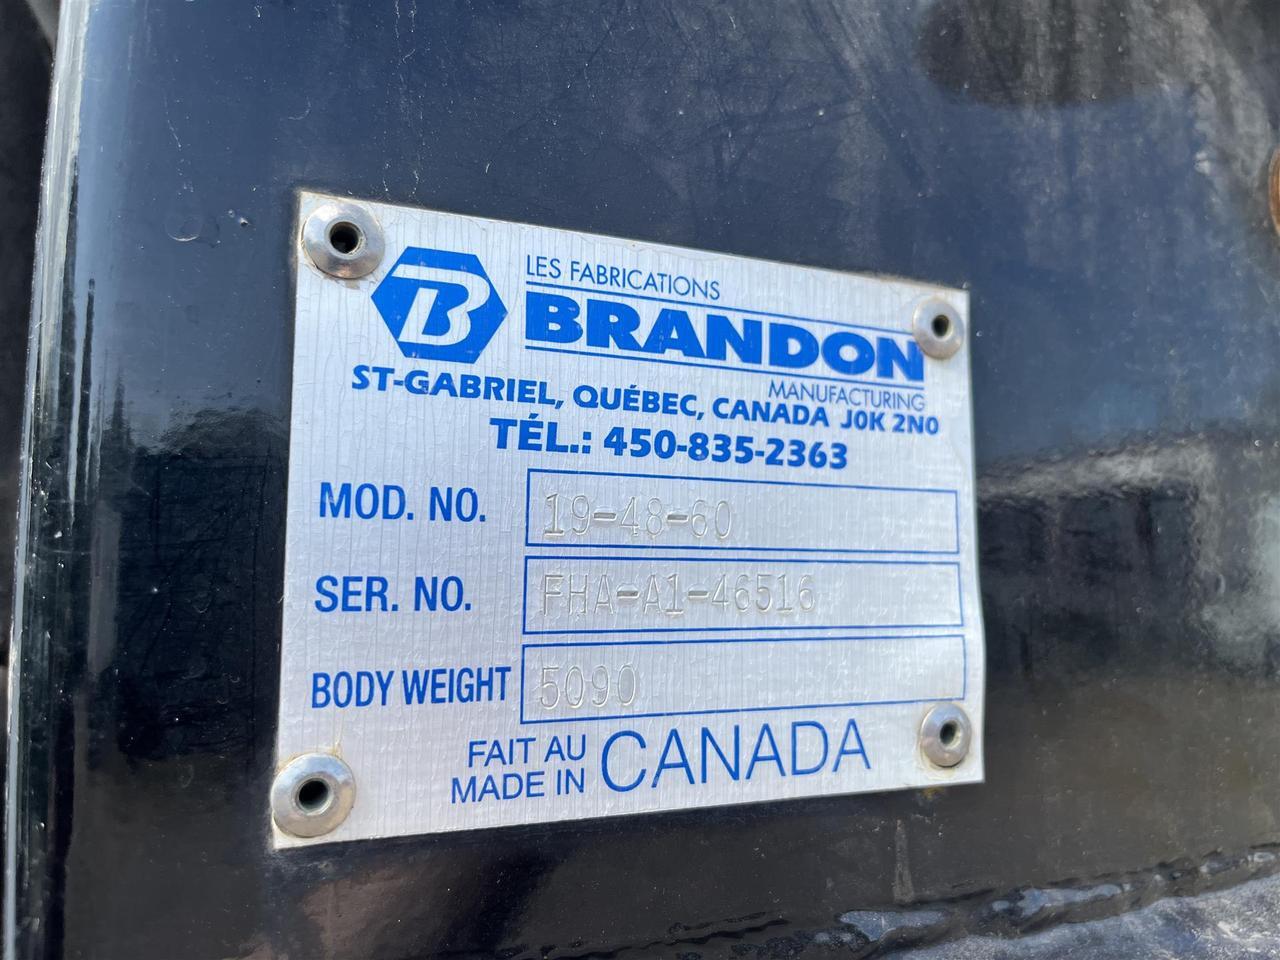 B
LES FABRICATIONS
BRANDON
MANUFACTURING
ST-GABRIEL, QUÉBEC, CANADA J0K 2N0
TÉL.: 450-835-2363
MOD. NO. 19-48-60
SER. NO. FHA-A1-46516
BODY WEIGHT 5090
FAIT AU
MADE IN CANADA